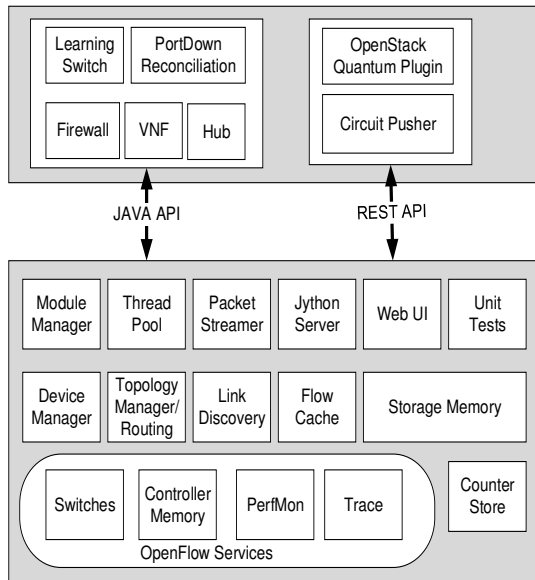 Learning
Switch
PortDown
Reconciliation
OpenStack
Quantum Plugin
Firewall
VNF
Hub
Circuit Pusher
JAVA API
REST API
Module
Manager
Thread
Pool
Packet
Streamer
Jython
Server
Web UI
Unit
Tests
Device
Manager
Topology
Manager/
Routing
Link
Discovery
Flow
Cache
Storage Memory
Switches
Controller
Memory
PerfMon
Trace
OpenFlow Services
Counter
Store